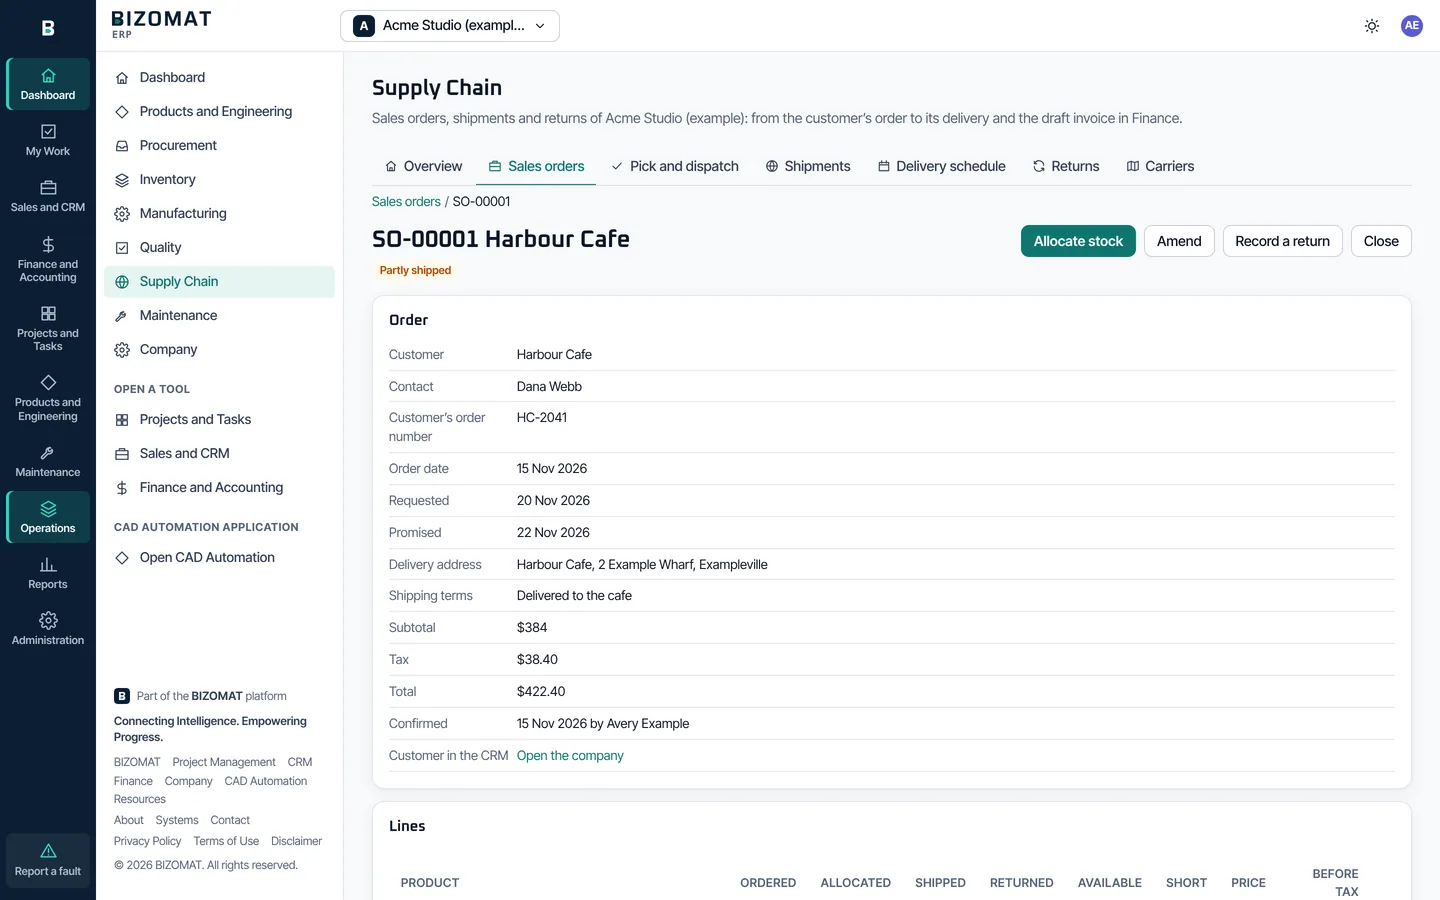 B
Dashboard
My Work
Sales and CRM
Finance and
Accounting
Projects and
Tasks
Products and
Engineering
Maintenance
Operations
Reports
Administration
Report a fault
BIZOMAT
ERP
A Acme Studio (exampl...
AE
Dashboard
Products and Engineering
Procurement
Inventory
Manufacturing
Quality
Supply Chain
Maintenance
Company
OPEN A TOOL
Projects and Tasks
Sales and CRM
Finance and Accounting
CAD AUTOMATION APPLICATION
Open CAD Automation
B Part of the BIZOMAT platform
Connecting Intelligence. Empowering
Progress.
BIZOMAT Project Management CRM
Finance Company CAD Automation
Resources
About Systems Contact
Privacy Policy Terms of Use Disclaimer
© 2026 BIZOMAT. All rights reserved.
Supply Chain
Sales orders, shipments and returns of Acme Studio (example): from the customer’s order to its delivery and the draft invoice in Finance.
Overview Sales orders Pick and dispatch Shipments Delivery schedule Returns Carriers
Sales orders / SO-00001
SO-00001 Harbour Cafe
Allocate stock Amend Record a return Close
Partly shipped
Order
Customer Harbour Cafe
Contact Dana Webb
Customer’s order HC-2041
number
Order date 15 Nov 2026
Requested 20 Nov 2026
Promised 22 Nov 2026
Delivery address Harbour Cafe, 2 Example Wharf, Exampleville
Shipping terms Delivered to the cafe
Subtotal $384
Tax $38.40
Total $422.40
Confirmed 15 Nov 2026 by Avery Example
Customer in the CRM Open the company
Lines
PRODUCT ORDERED ALLOCATED SHIPPED RETURNED AVAILABLE SHORT PRICE BEFORE
TAX